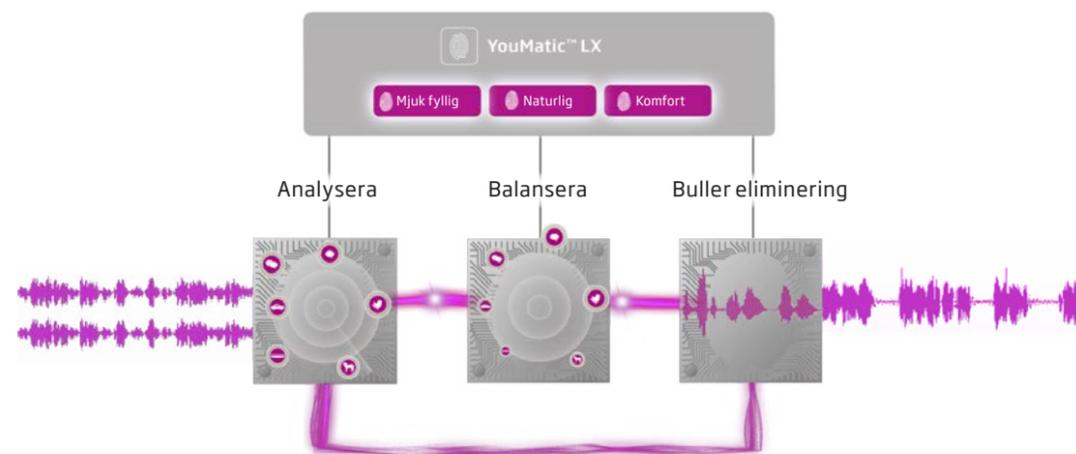 YouMatic™ LX
Mjuk fyllig
Naturlig
Komfort
Analysera
Balansera
Buller eliminering